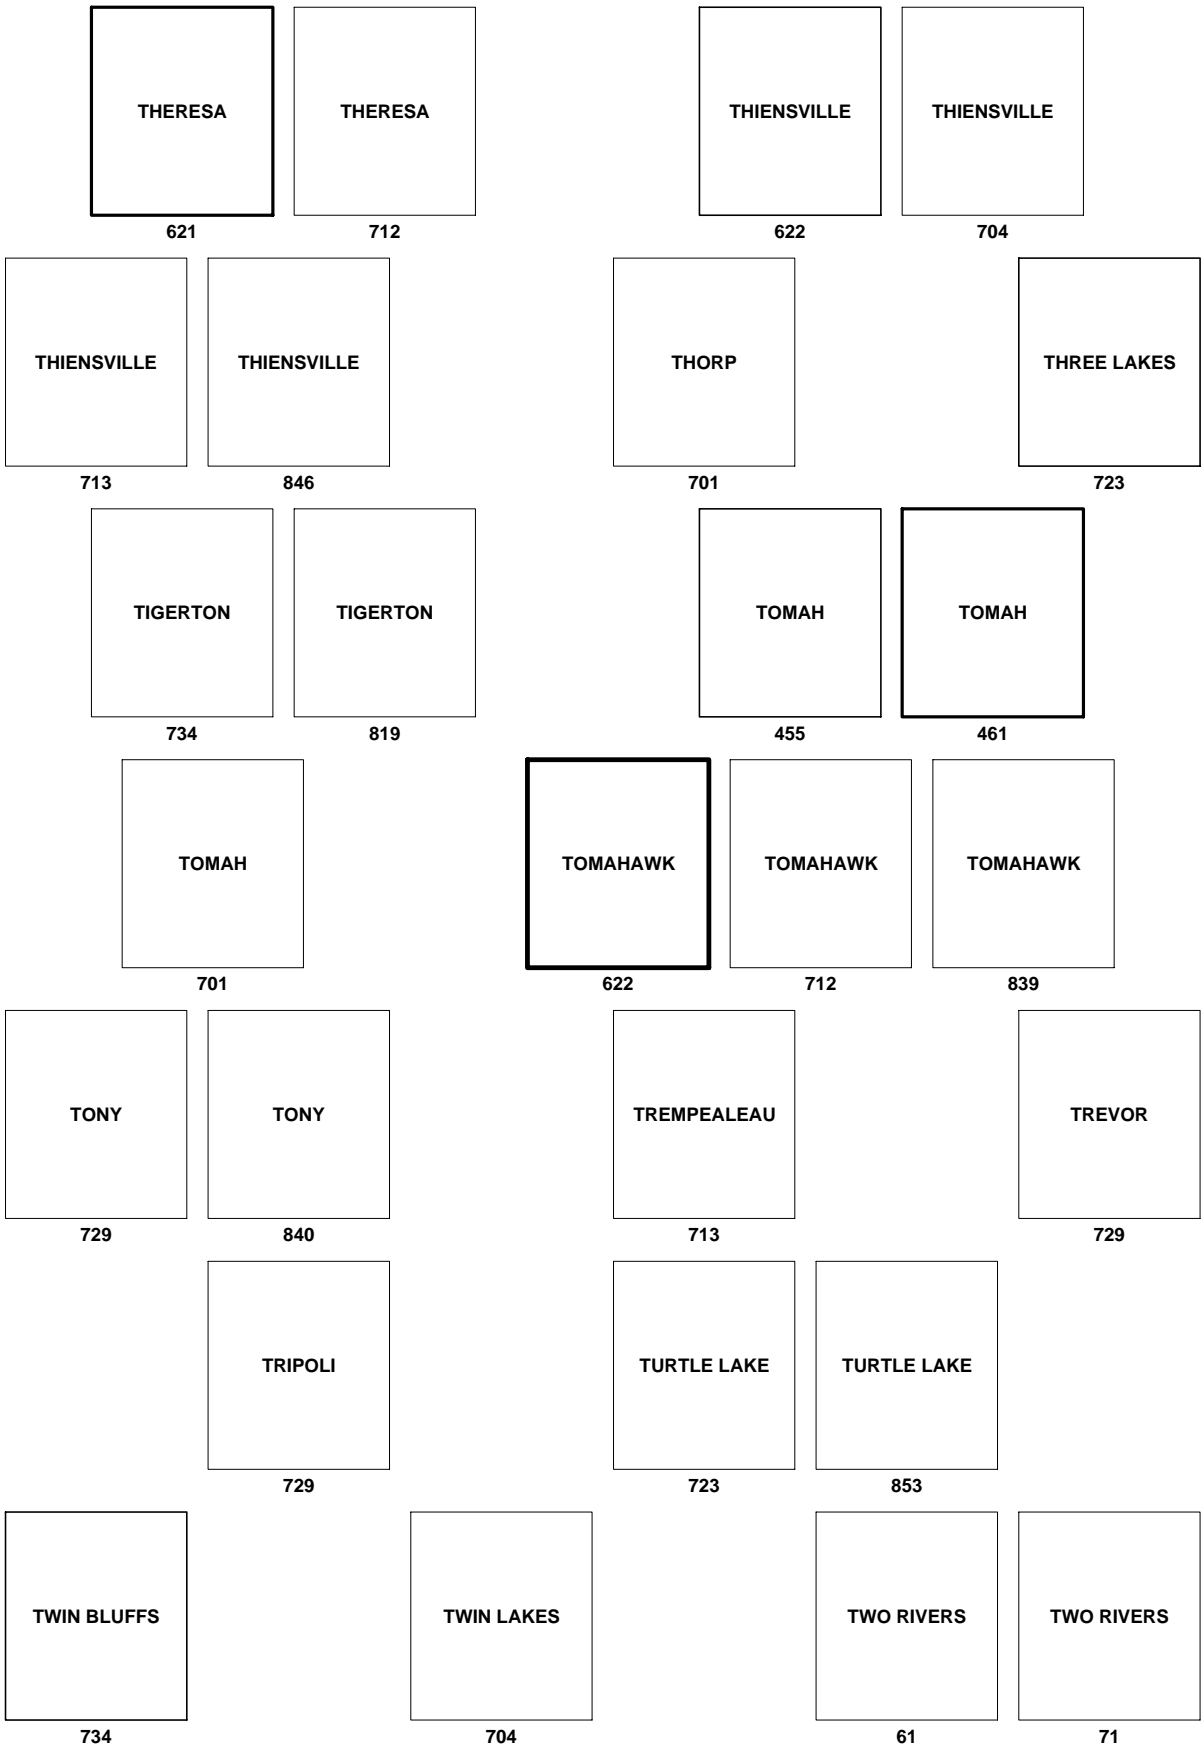 THERESA THERESA THIENSVILLE THIENSVILLE
621 712 622 704
THIENSVILLE THIENSVILLE THORP THREE LAKES
713 846 701 723
TIGERTON TIGERTON TOMAH TOMAH
734 819 455 461
TOMAH TOMAHAWK TOMAHAWK TOMAHAWK
701 622 712 839
TONY TONY TREMPEALEAU TREVOR
729 840 713 729
TRIPOLI TURTLE LAKE TURTLE LAKE
729 723 853
TWIN BLUFFS TWIN LAKES TWO RIVERS TWO RIVERS
734 704 61 71